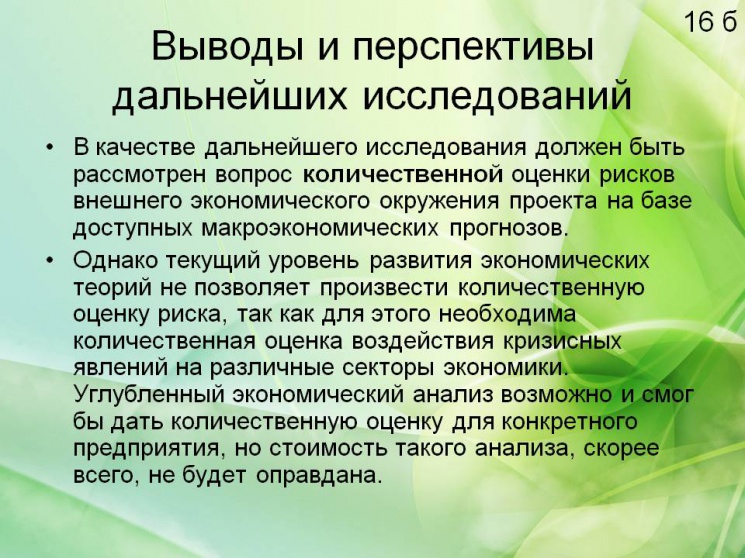 16 б
Выводы и перспективы
дальнейших исследований
• В качестве дальнейшего исследования должен быть
рассмотрен вопрос количественной оценки рисков
внешнего экономического окружения проекта на базе
доступных макроэкономических прогнозов.
• Однако текущий уровень развития экономических
теорий не позволяет произвести количественную
оценку риска, так как для этого необходима
количественная оценка воздействия кризисных
явлений на различные секторы экономики.
Углубленный экономический анализ возможно и смог
бы дать количественную оценку для конкретного
предприятия, но стоимость такого анализа, скорее
всего, не будет оправдана.